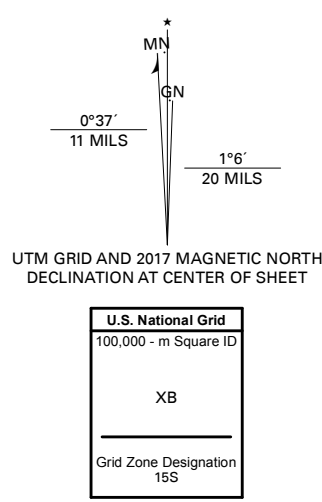 ★
MN
GN
0°37´
11 MILS
1°6´
20 MILS
UTM GRID AND 2017 MAGNETIC NORTH
DECLINATION AT CENTER OF SHEET
U.S. National Grid
100,000 - m Square ID
XB
Grid Zone Designation
15S